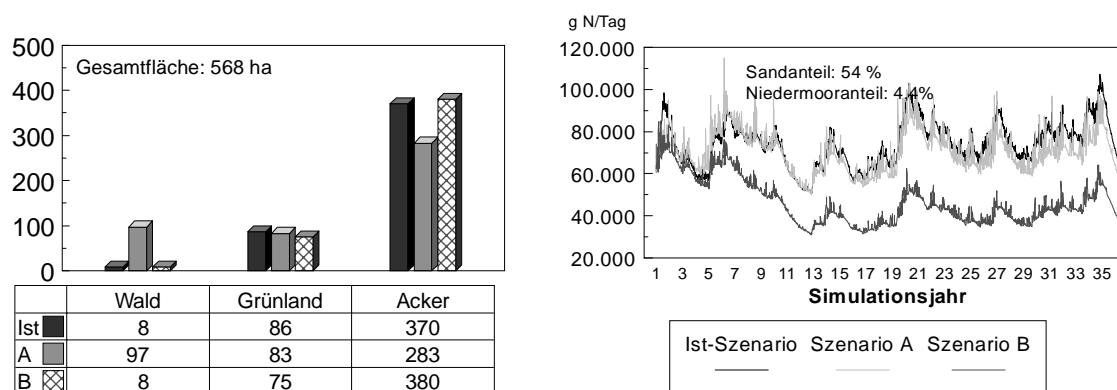 500
Gesamtfläche: 568 ha
400
300
200
100
0
Wald Grünland Acker
Ist 8 86 370
A 97 83 283
B 8 75 380
g N/Tag
120.000
Sandanteil: 54 %
Niedermooranteil: 4.4%
100.000
80.000
60.000
40.000
20.000
1 3 5 7 9 11 13 15 17 19 21 23 25 27 29 31 33 35
Simulationsjahr
Ist-Szenario Szenario A Szenario B